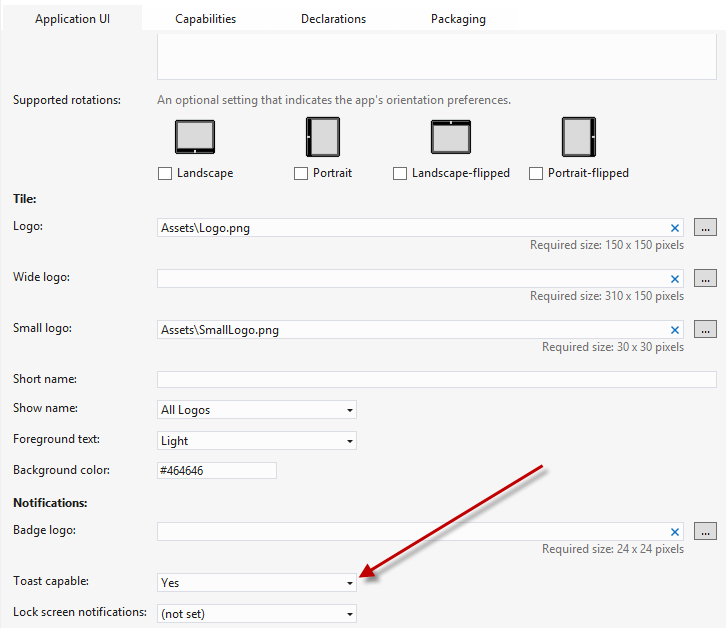 Application UI Capabilities Declarations Packaging
Supported rotations: An optional setting that indicates the app's orientation preferences.
Landscape Portrait Landscape-flipped Portrait-flipped
Tile:
Logo: Assets\Logo.png ...
Required size: 150 x 150 pixels
Wide logo: ...
Required size: 310 x 150 pixels
Small logo: Assets\SmallLogo.png ...
Required size: 30 x 30 pixels
Short name:
Show name: All Logos
Foreground text: Light
Background color: #464646
Notifications:
Badge logo: ...
Required size: 24 x 24 pixels
Toast capable: Yes
Lock screen notifications: (not set)